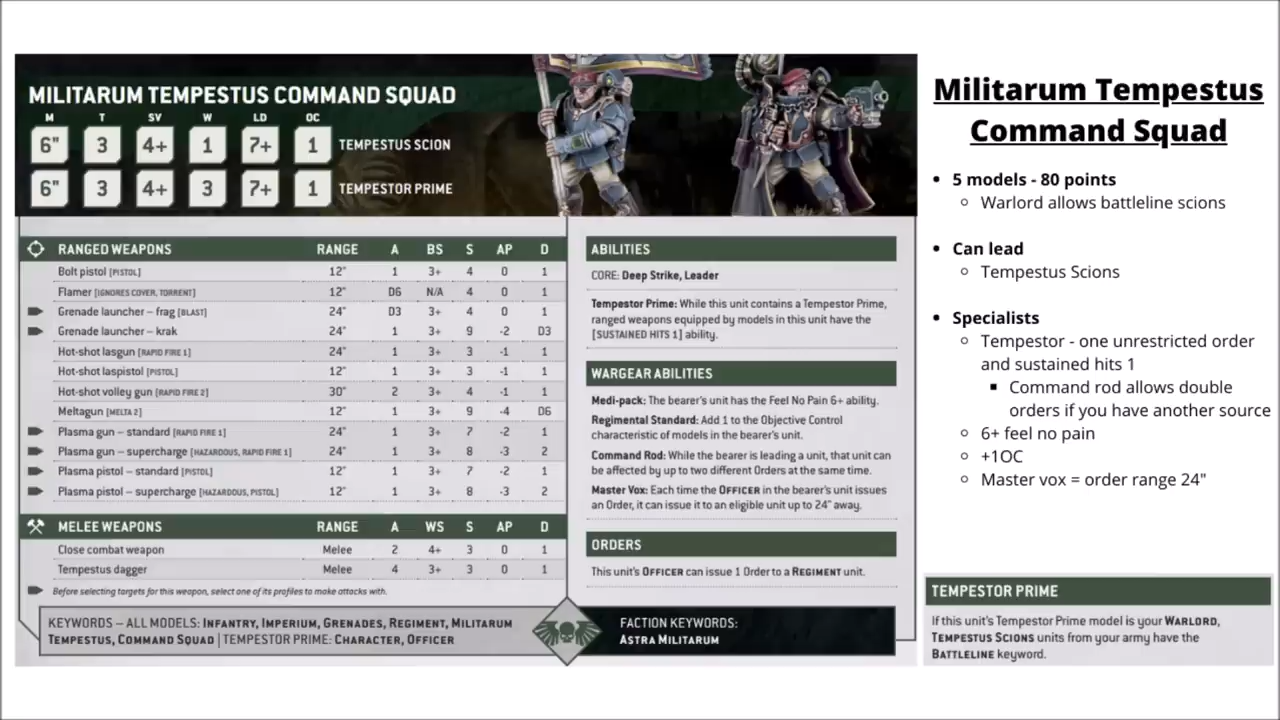 MILITARUM TEMPESTUS COMMAND SQUAD
M T SV W LD OC
6" 3 4+ 1 7+ 1 TEMPESTUS SCION
6" 3 4+ 3 7+ 1 TEMPESTOR PRIME
RANGED WEAPONS RANGE A BS S AP D
Bolt pistol [PISTOL] 12" 1 3+ 4 0 1
Flamer [IGNORES COVER, TORRENT] 12" D6 N/A 4 0 1
Grenade launcher – frag [BLAST] 24" D3 3+ 4 0 1
Grenade launcher – krak 24" 1 3+ 9 -2 D3
Hot-shot lasgun [RAPID FIRE 1] 24" 1 3+ 3 -1 1
Hot-shot laspistol [PISTOL] 12" 1 3+ 3 -1 1
Hot-shot volley gun [RAPID FIRE 2] 30" 2 3+ 4 -1 1
Meltagun [MELTA 2] 12" 1 3+ 9 -4 D6
Plasma gun – standard [RAPID FIRE 1] 24" 1 3+ 7 -2 1
Plasma gun – supercharge [HAZARDOUS, RAPID FIRE 1] 24" 1 3+ 8 -3 2
Plasma pistol – standard [PISTOL] 12" 1 3+ 7 -2 1
Plasma pistol – supercharge [HAZARDOUS, PISTOL] 12" 1 3+ 8 -3 2
MELEE WEAPONS RANGE A WS S AP D
Close combat weapon Melee 2 4+ 3 0 1
Tempestus dagger Melee 4 3+ 3 0 1
Before selecting targets for this weapon, select one of its profiles to make attacks with.
KEYWORDS – ALL MODELS: INFANTRY, IMPERIUM, GRENADES, REGIMENT, MILITARUM
TEMPESTUS, COMMAND SQUAD | TEMPESTOR PRIME: CHARACTER, OFFICER
ABILITIES
CORE: Deep Strike, Leader
Tempestor Prime: While this unit contains a Tempestor Prime,
ranged weapons equipped by models in this unit have the
[SUSTAINED HITS 1] ability.
WARGEAR ABILITIES
Medi-pack: The bearer's unit has the Feel No Pain 6+ ability.
Regimental Standard: Add 1 to the Objective Control
characteristic of models in the bearer's unit.
Command Rod: While the bearer is leading a unit, that unit can
be affected by up to two different Orders at the same time.
Master Vox: Each time the OFFICER in the bearer's unit issues
an Order, it can issue it to an eligible unit up to 24" away.
ORDERS
This unit's OFFICER can issue 1 Order to a REGIMENT unit.
FACTION KEYWORDS:
ASTRA MILITARUM
Militarum Tempestus
Command Squad
• 5 models - 80 points
◦ Warlord allows battleline scions
• Can lead
◦ Tempestus Scions
• Specialists
◦ Tempestor - one unrestricted order
and sustained hits 1
▪ Command rod allows double
orders if you have another source
◦ 6+ feel no pain
◦ +1OC
◦ Master vox = order range 24"
TEMPESTOR PRIME
If this unit's Tempestor Prime model is your WARLORD,
TEMPESTUS SCIONS units from your army have the
BATTLELINE keyword.